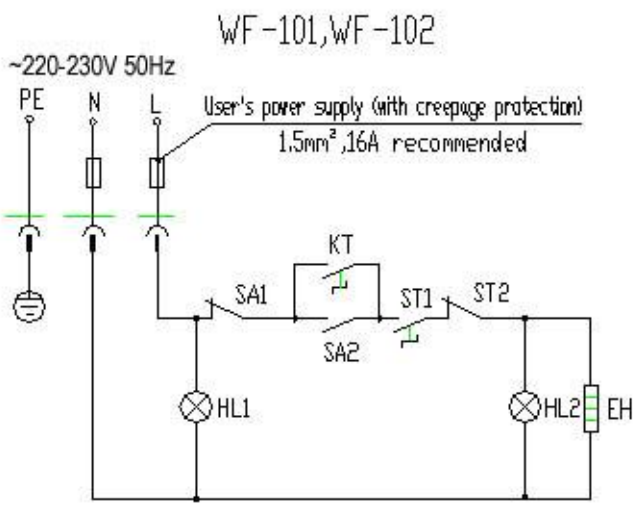 WF-101,WF-102
~220-230V 50Hz
PE N L
User's power supply (with creepage protection)
1.5mm²,16A recommended
KT
SA1
ST1
ST2
SA2
HL1
HL2
EH